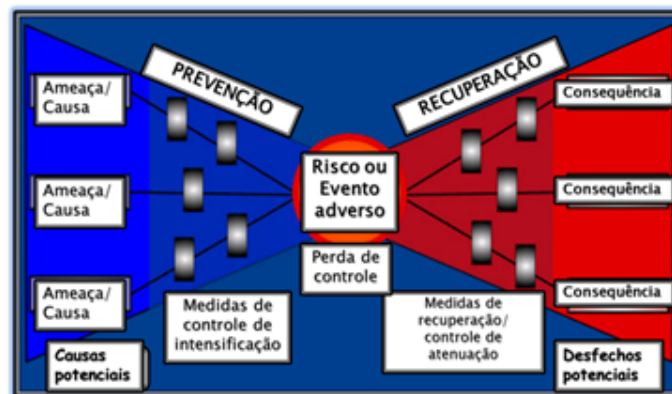 PREVENÇÃO
RECUPERAÇÃO
Ameaça/
Causa
Ameaça/
Causa
Ameaça/
Causa
Risco ou
Evento
adverso
Perda de
controle
Consequência
Consequência
Consequência
Medidas de
controle de
intensificação
Medidas de
recuperação/
controle de
atenuação
Causas
potenciais
Desfechos
potenciais